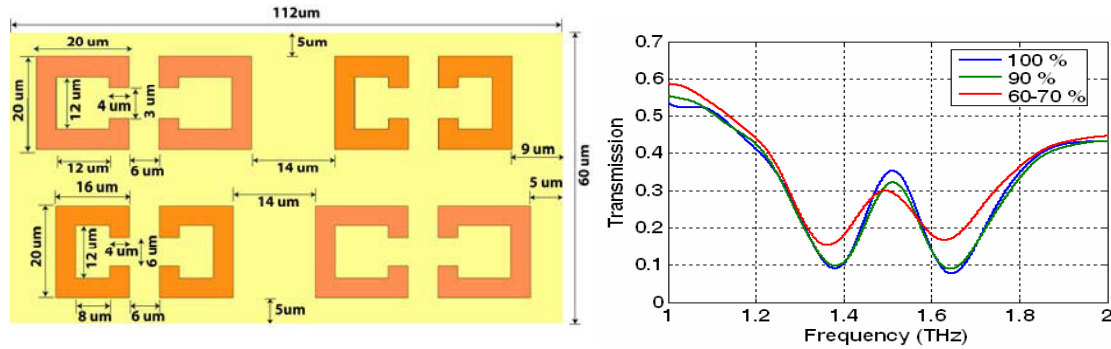 112um
20 um
5um
20 um
12 um
4 um
3 um
12 um
6 um
14 um
9 um
60 um
16 um
14 um
5 um
20 um
12 um
4um
6 um
8 um
6 um
5um
Transmission
0.7
0.6
0.5
0.4
0.3
0.2
0.1
0
100 %
90 %
60-70 %
1 1.2 1.4 1.6 1.8 2
Frequency (THz)